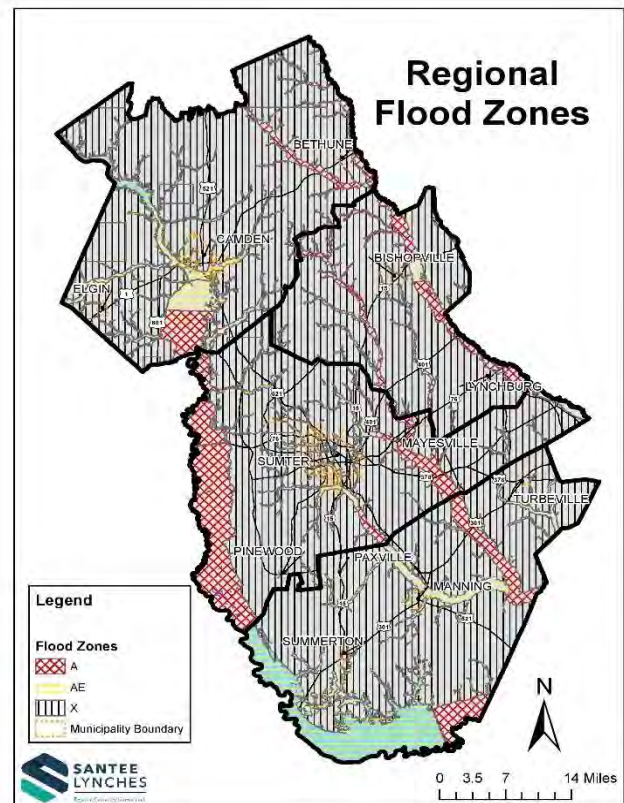 Regional
Flood Zones
BETHUNE
521
CAMDEN
BISHOPVILLE
15
ELGIN
1
601
401
LYNCHBURG
76
521
76
15
401
MAYESVILLE
SUMTER
378
378
TURBEVILLE
15
301
PINEWOOD
PAXVILLE
MANNING
15
301
521
SUMMERTON
Legend
Flood Zones
A
AE
X
Municipality Boundary
N
SANTEE
LYNCHES
0 3.5 7 14 Miles